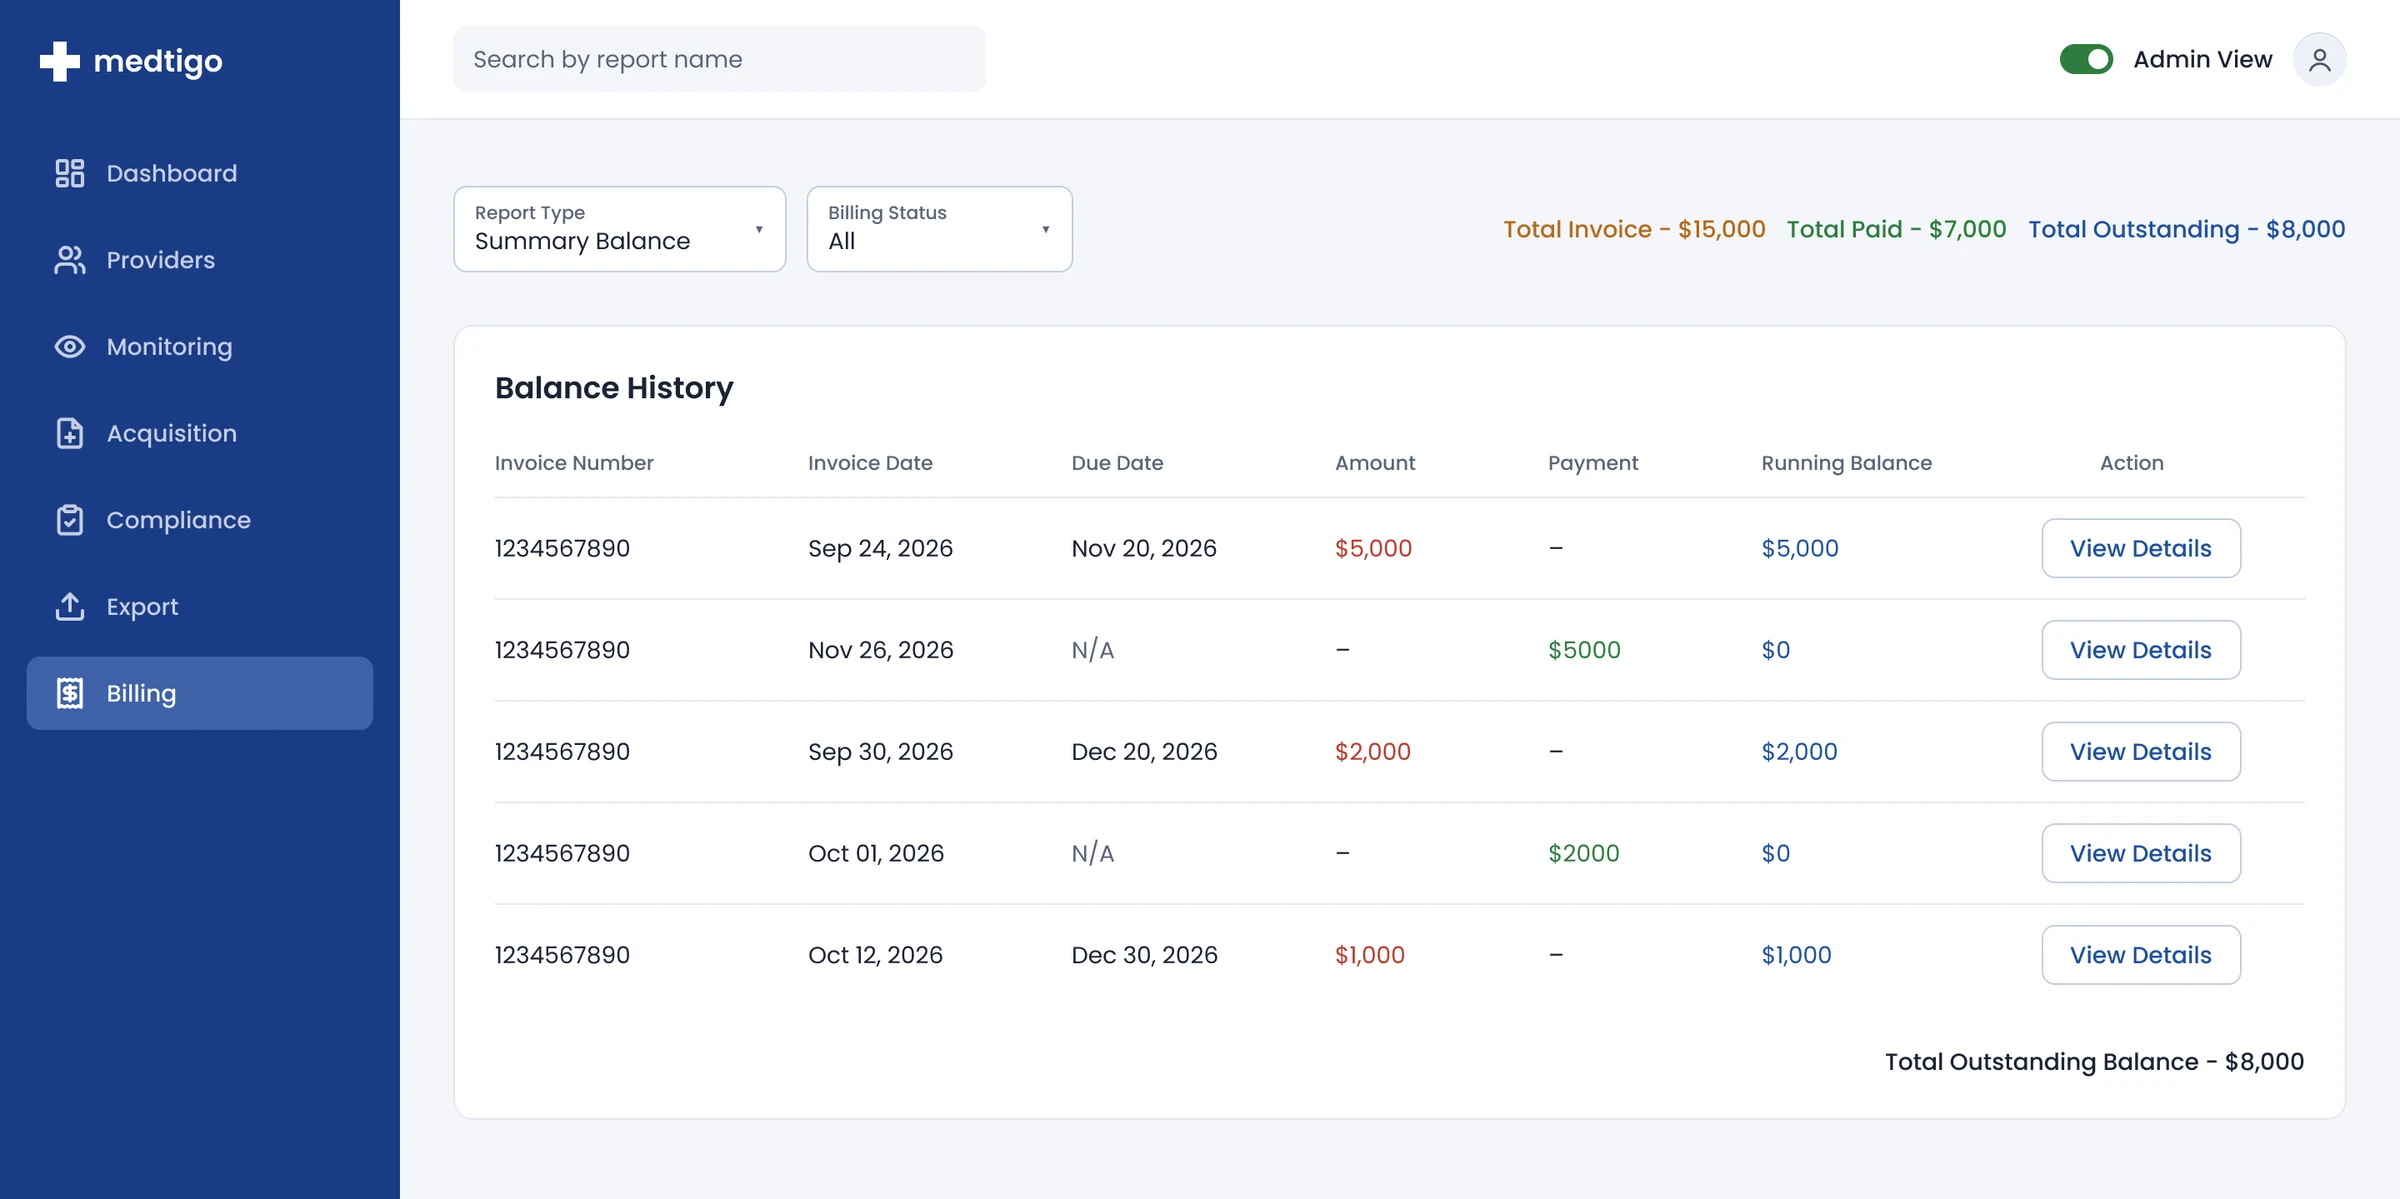 medtigo
Search by report name
Admin View
Dashboard
Providers
Monitoring
Acquisition
Compliance
Export
Billing
Report Type
Summary Balance
Billing Status
All
Total Invoice - $15,000 Total Paid - $7,000 Total Outstanding - $8,000
Balance History
Invoice Number Invoice Date Due Date Amount Payment Running Balance Action
1234567890 Sep 24, 2026 Nov 20, 2026 $5,000 – $5,000 View Details
1234567890 Nov 26, 2026 N/A – $5000 $0 View Details
1234567890 Sep 30, 2026 Dec 20, 2026 $2,000 – $2,000 View Details
1234567890 Oct 01, 2026 N/A – $2000 $0 View Details
1234567890 Oct 12, 2026 Dec 30, 2026 $1,000 – $1,000 View Details
Total Outstanding Balance - $8,000